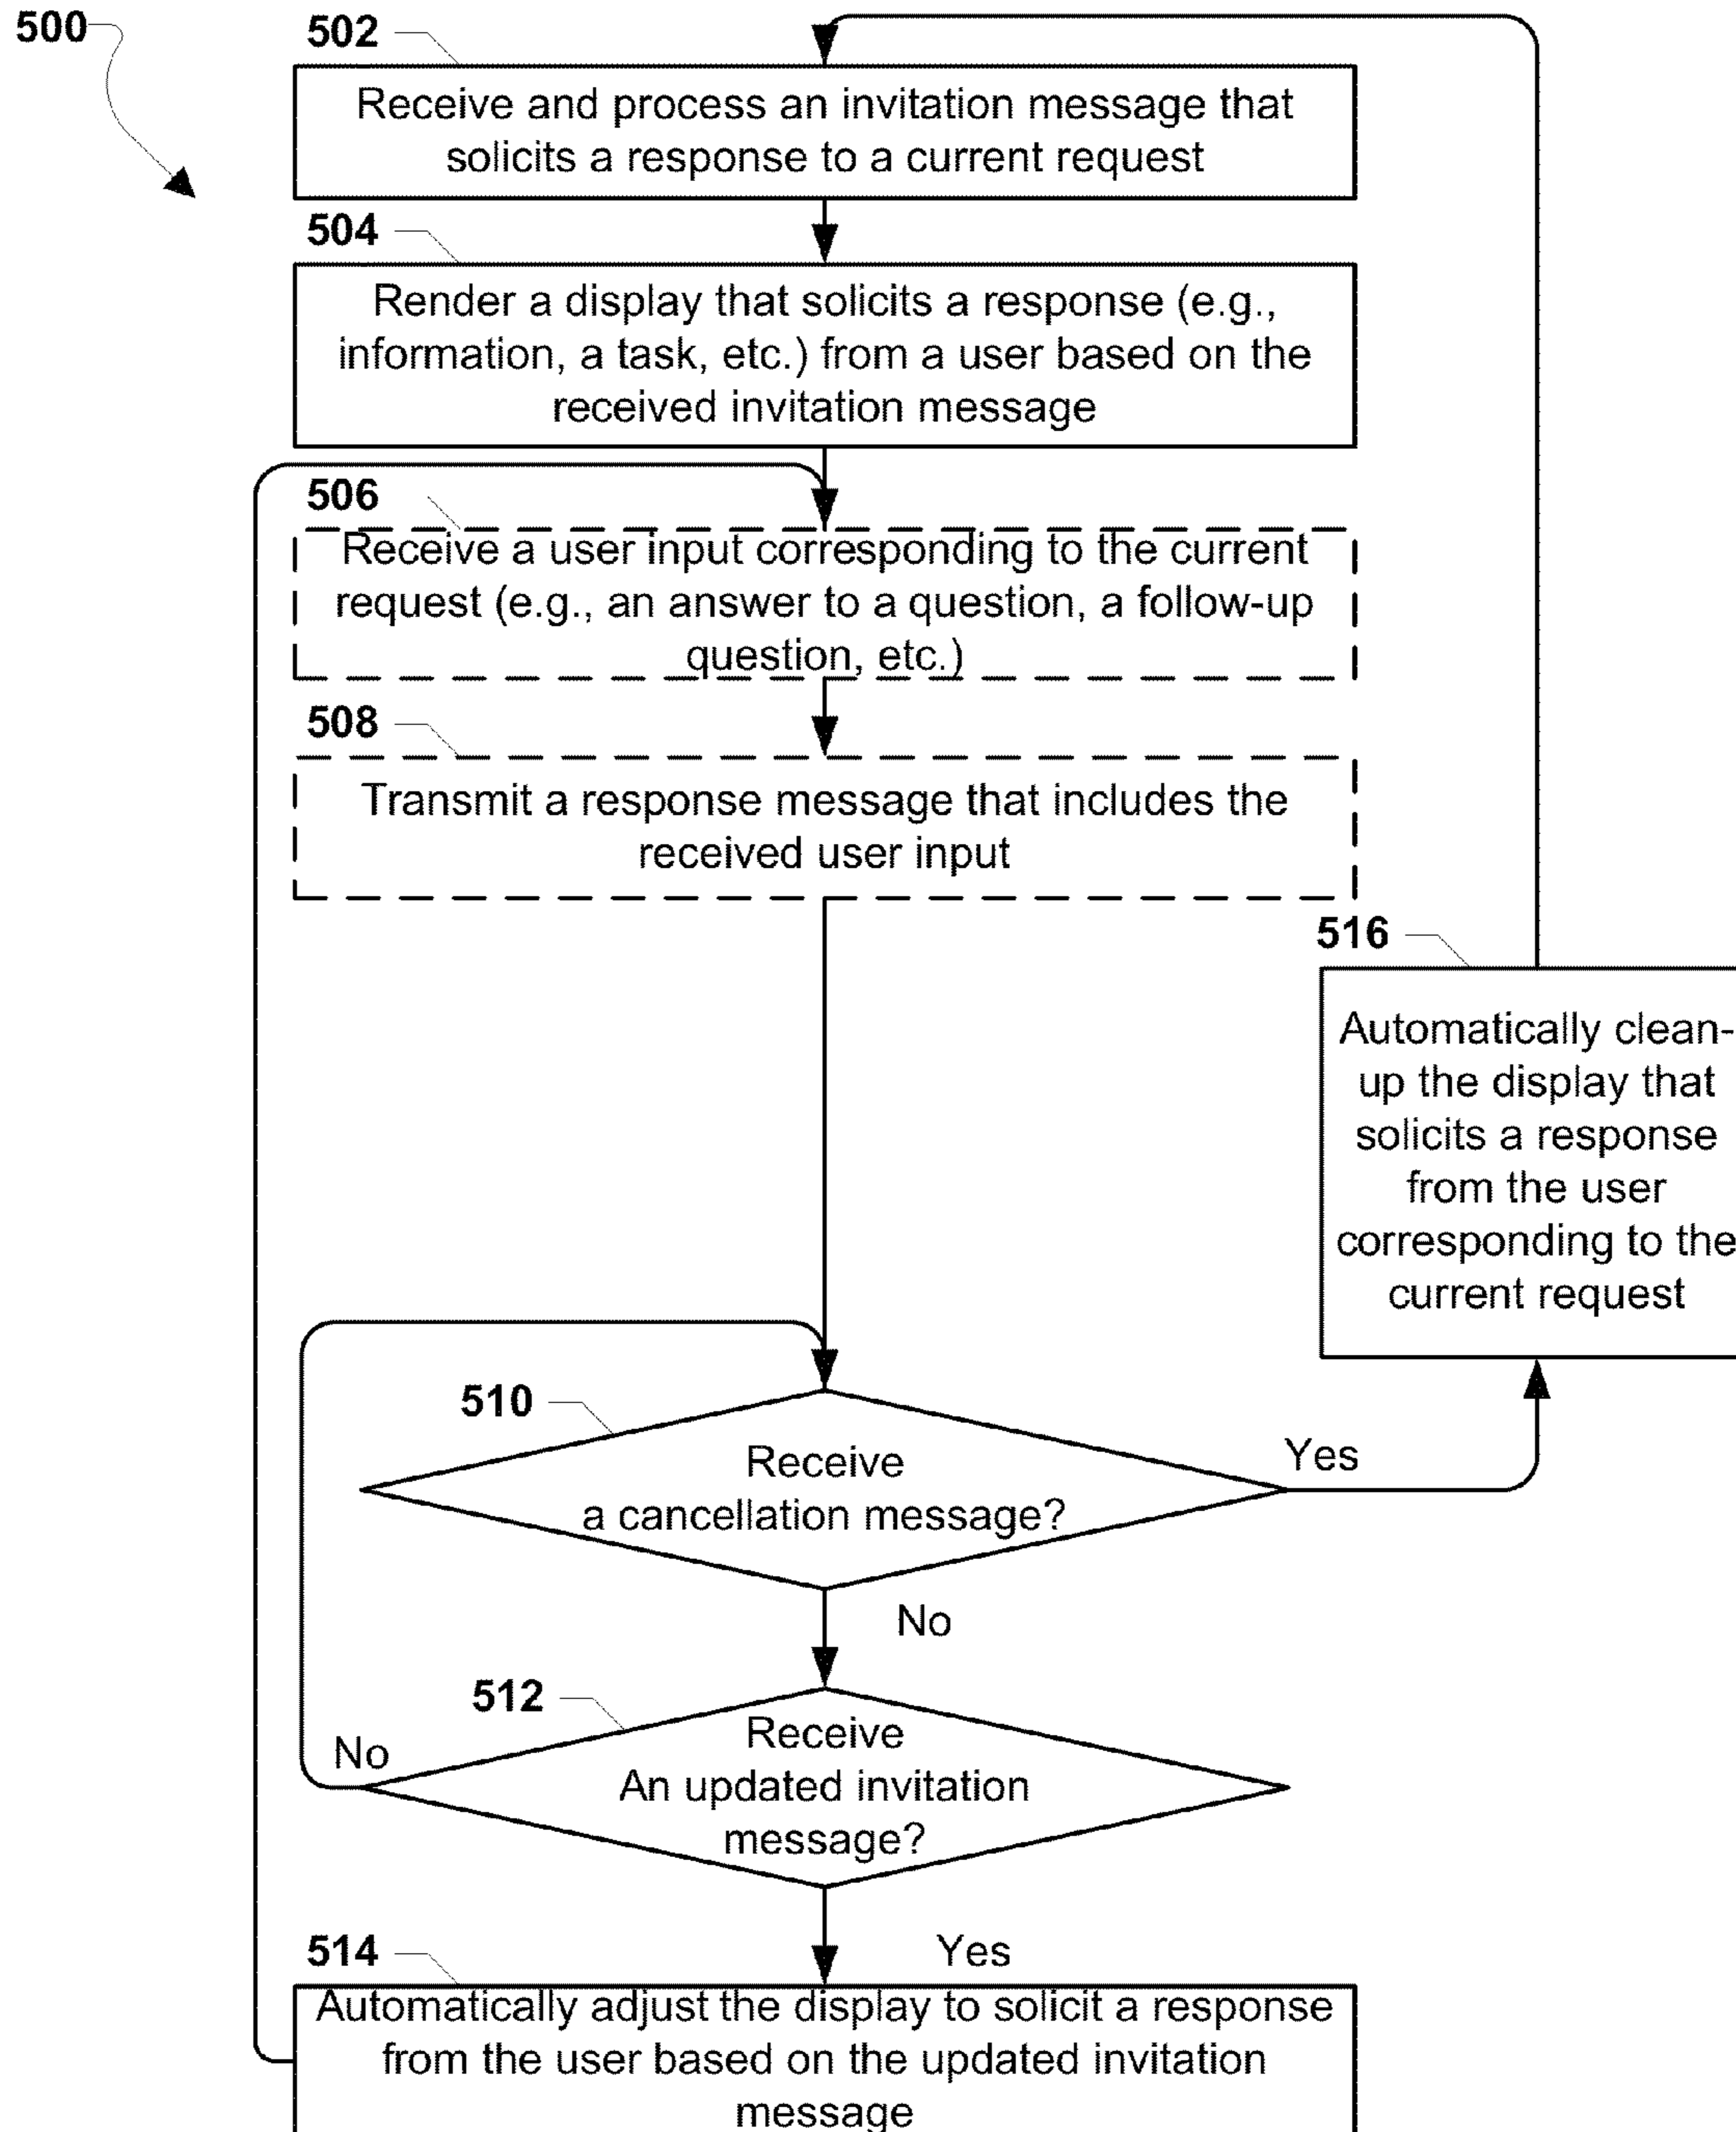 500
502
Receive and process an invitation message that
solicits a response to a current request
504
Render a display that solicits a response (e.g.,
information, a task, etc.) from a user based on the
received invitation message
506
Receive a user input corresponding to the current
request (e.g., an answer to a question, a follow-up
question, etc.)
508
Transmit a response message that includes the
received user input
516
Automatically clean-
up the display that
solicits a response
from the user
corresponding to the
current request
510
Receive
a cancellation message?
Yes
No
512
Receive
An updated invitation
message?
No
Yes
514
Automatically adjust the display to solicit a response
from the user based on the updated invitation
message